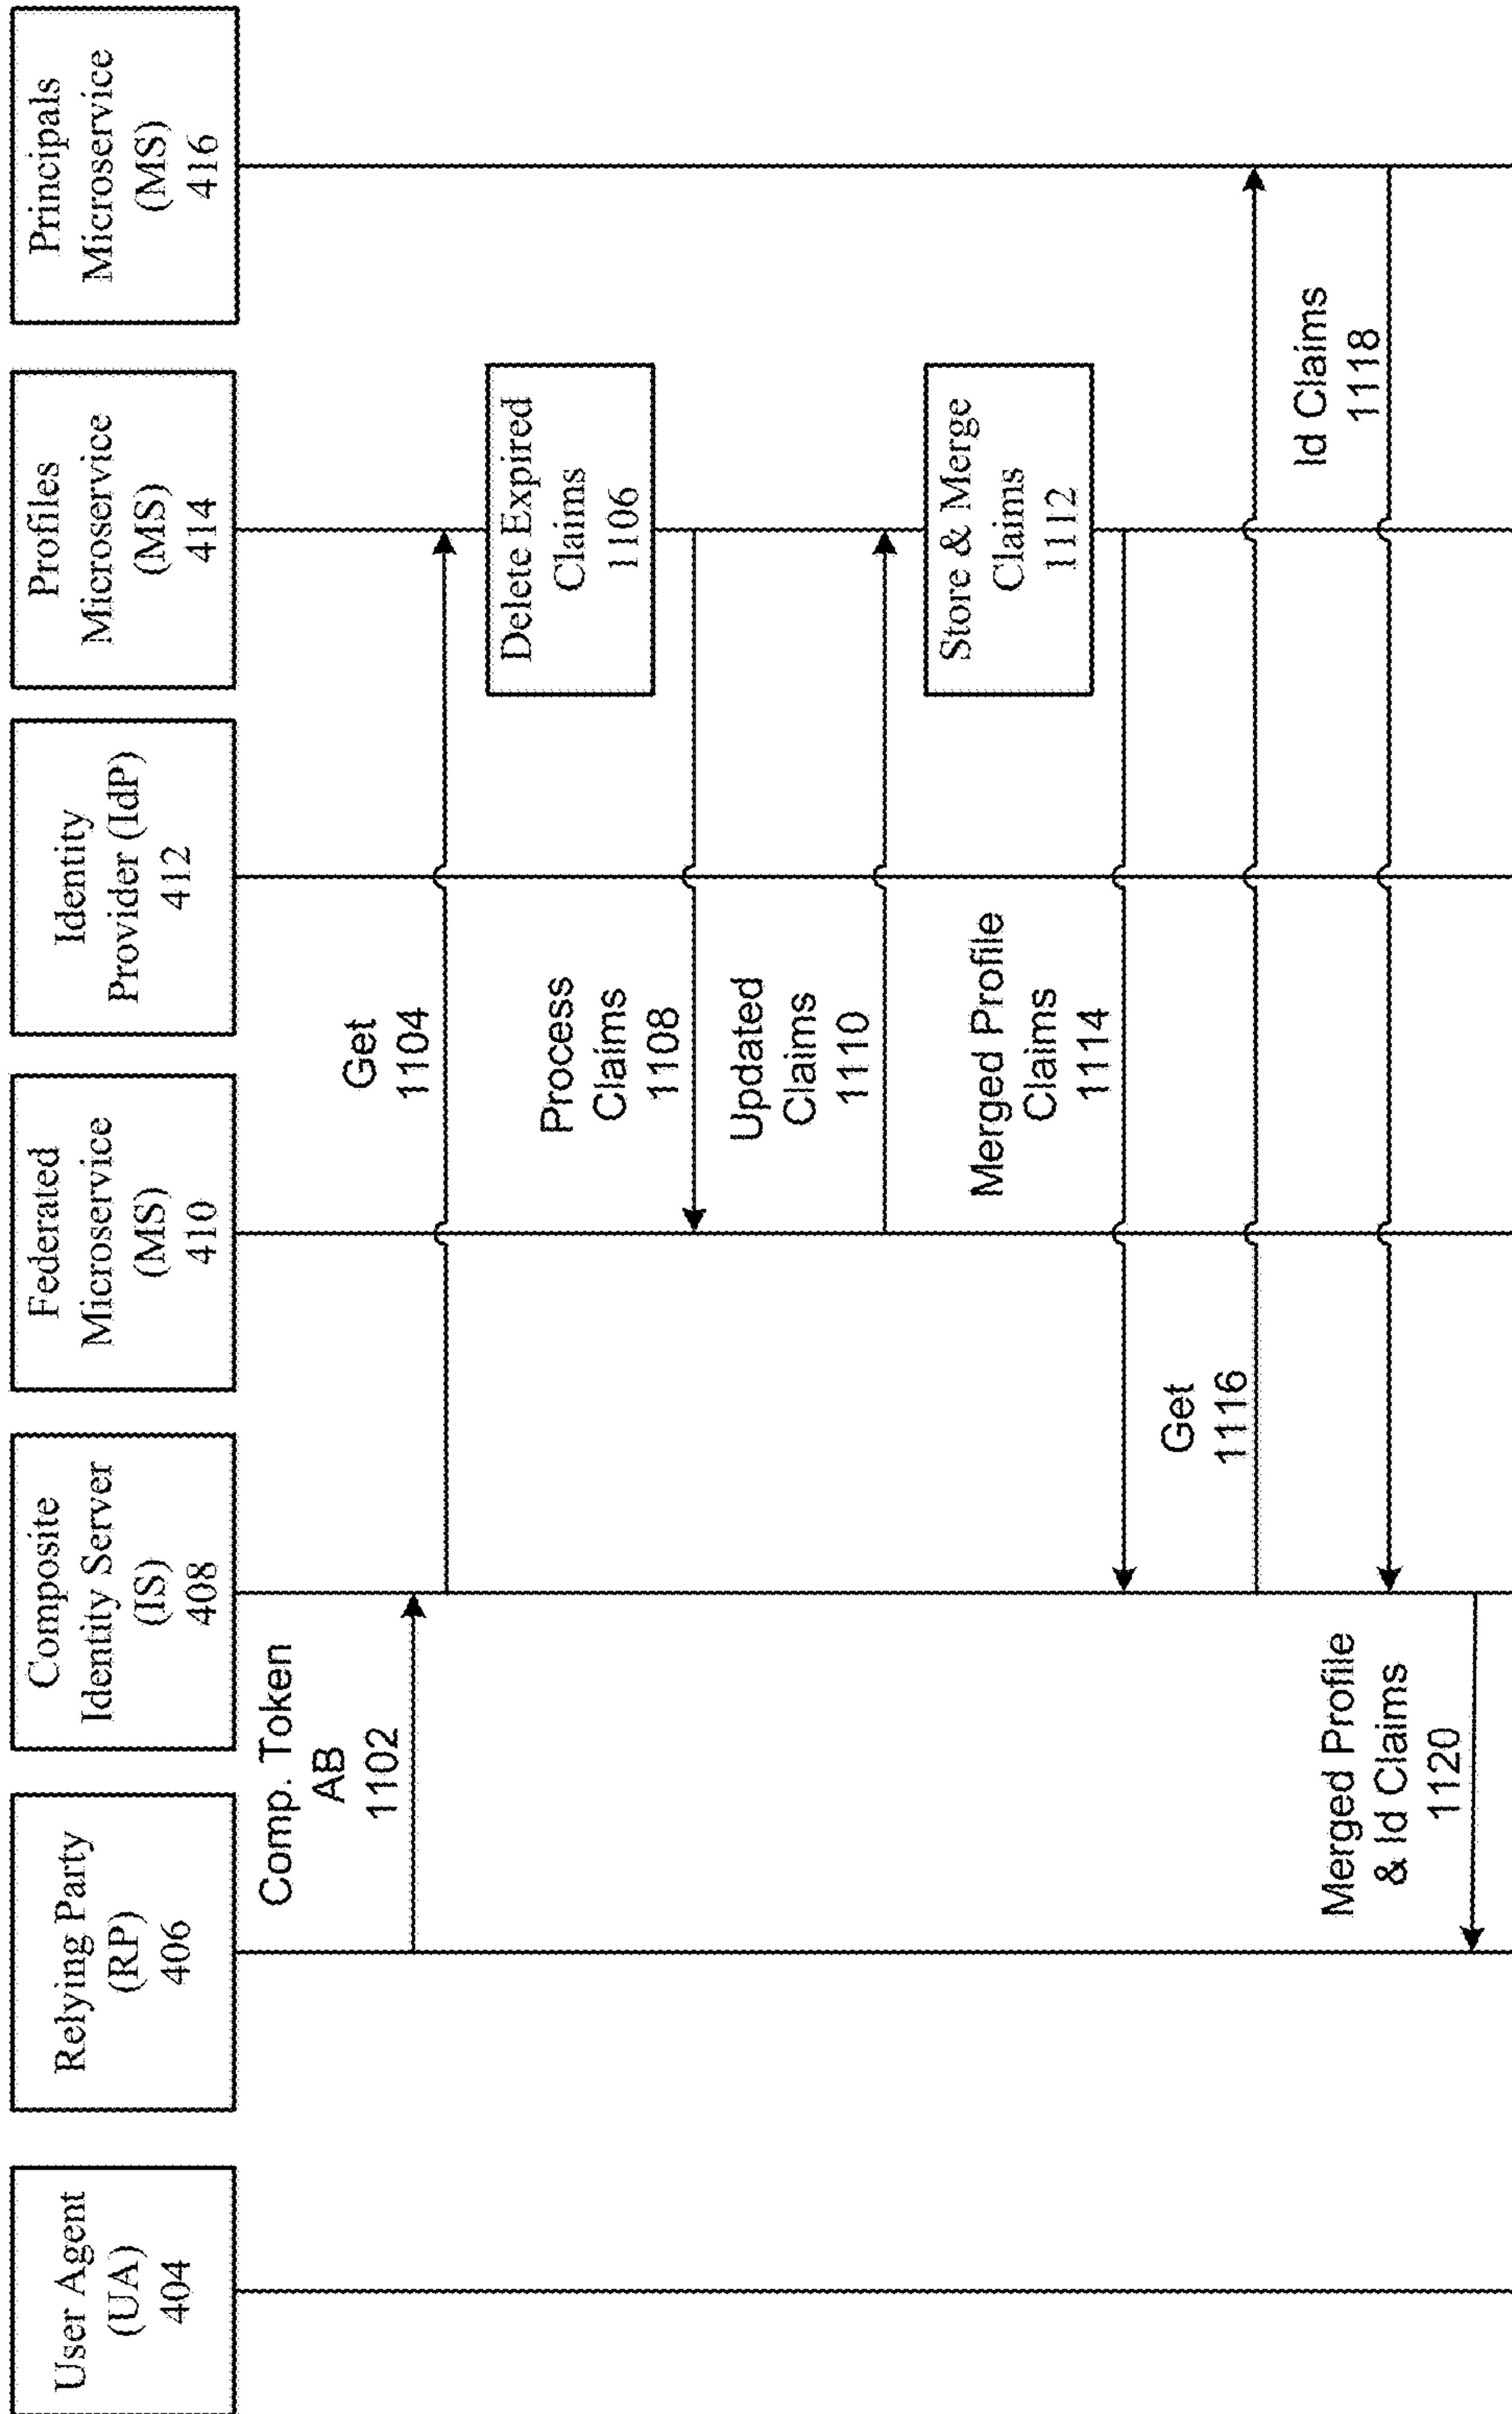 User Agent
(UA)
404
Relying Party
(RP)
406
Composite
Identity Server
(IS)
408
Federated
Microservice
(MS)
410
Identity
Provider (IdP)
412
Profiles
Microservice
(MS)
414
Principals
Microservice
(MS)
416
Comp. Token
AB
1102
Get
1104
Delete Expired
Claims
1106
Process
Claims
1108
Updated
Claims
1110
Store & Merge
Claims
1112
Merged Profile
Claims
1114
Get
1116
Id Claims
1118
Merged Profile
& Id Claims
1120